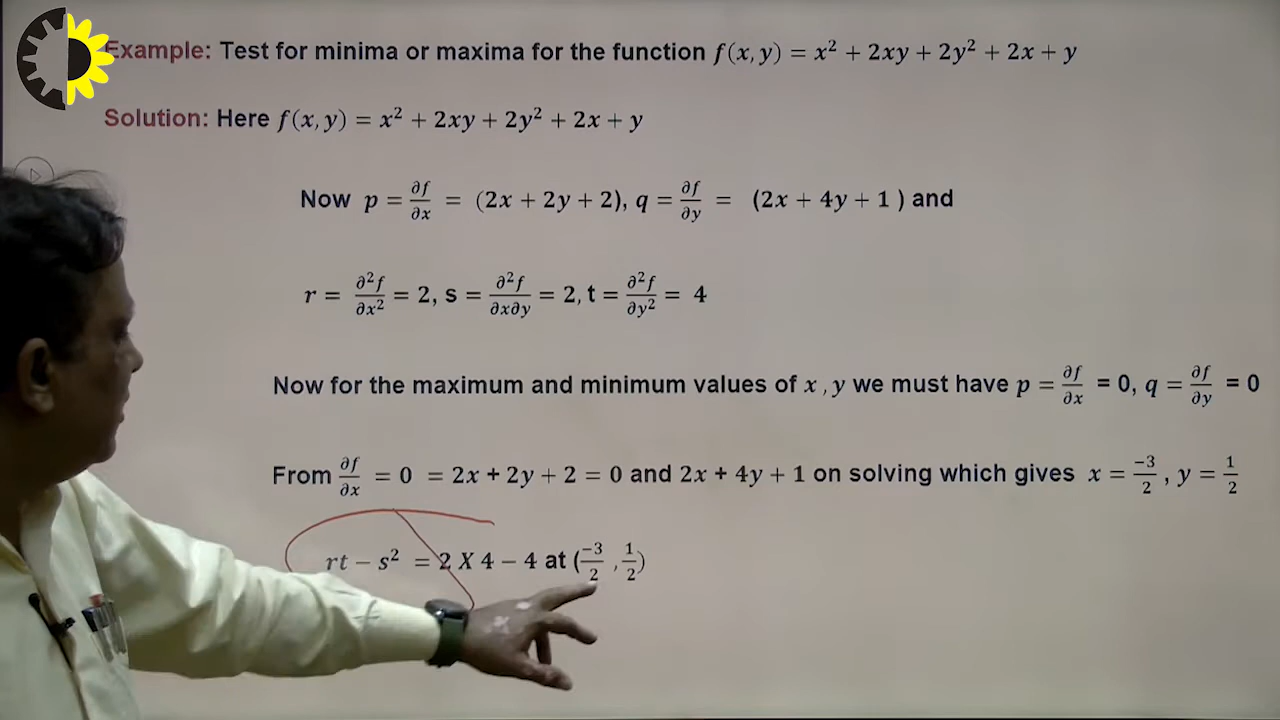 Example: Test for minima or maxima for the function f(x, y) = x² + 2xy + 2y² + 2x + y
Solution: Here f(x, y) = x² + 2xy + 2y² + 2x + y
Now p = ∂f/∂x = (2x + 2y + 2), q = ∂f/∂y = (2x + 4y + 1 ) and
r = ∂²f/∂x² = 2, s = ∂²f/∂x∂y = 2, t = ∂²f/∂y² = 4
Now for the maximum and minimum values of x , y we must have p = ∂f/∂x = 0, q = ∂f/∂y = 0
From ∂f/∂x = 0 = 2x + 2y + 2 = 0 and 2x + 4y + 1 on solving which gives x = −3/2 , y = 1/2
rt − s² = 2 X 4 − 4 at (−3/2 , 1/2)